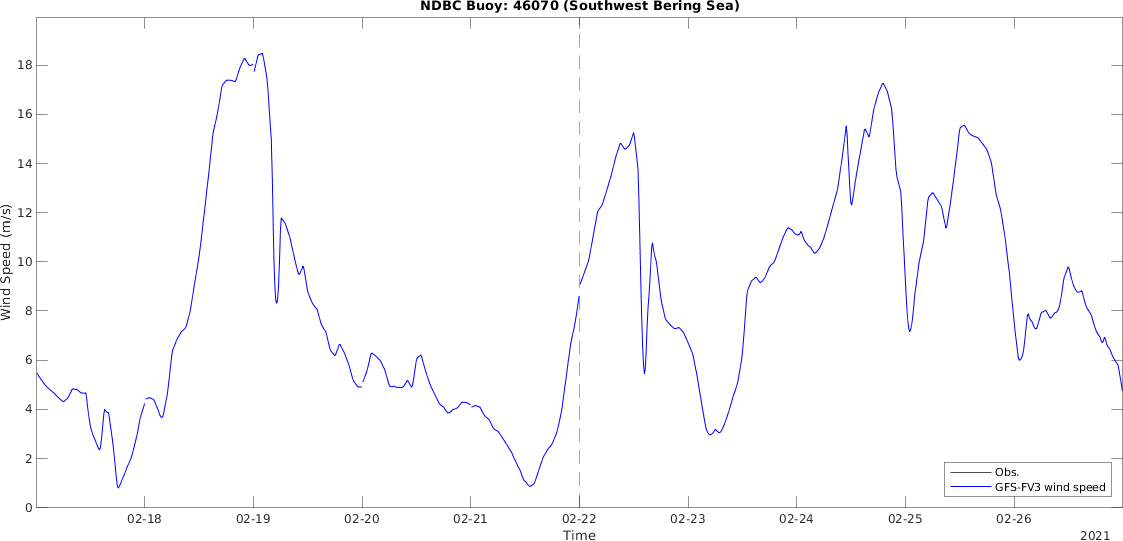 NDBC Buoy: 46070 (Southwest Bering Sea)
Wind Speed (m/s)
18
16
14
12
10
8
6
4
2
0
02-18 02-19 02-20 02-21 02-22 02-23 02-24 02-25 02-26
Time
2021
Obs.
GFS-FV3 wind speed